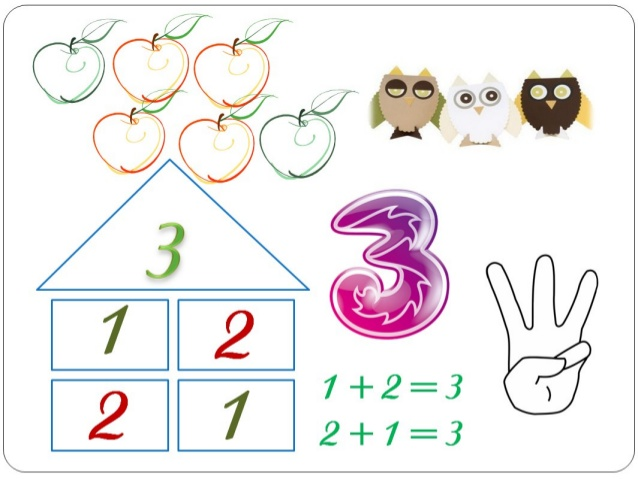 3
3
1 2
2 1
1 + 2 = 3
2 + 1 = 3